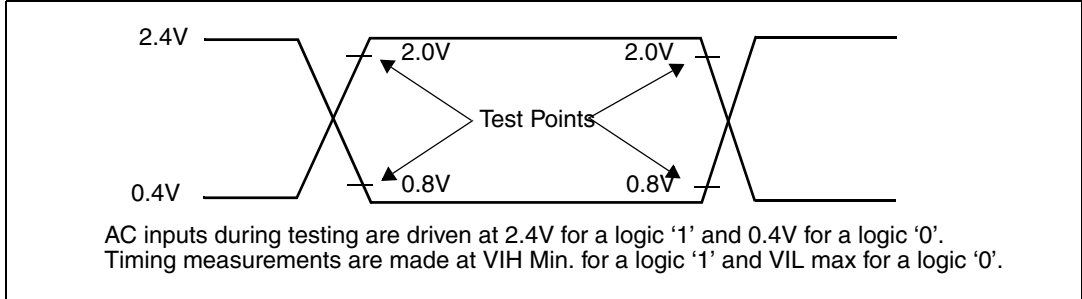 2.4V
2.0V
2.0V
Test Points
0.4V
0.8V
0.8V
AC inputs during testing are driven at 2.4V for a logic ‘1’ and 0.4V for a logic ‘0’.
Timing measurements are made at VIH Min. for a logic ‘1’ and VIL max for a logic ‘0’.